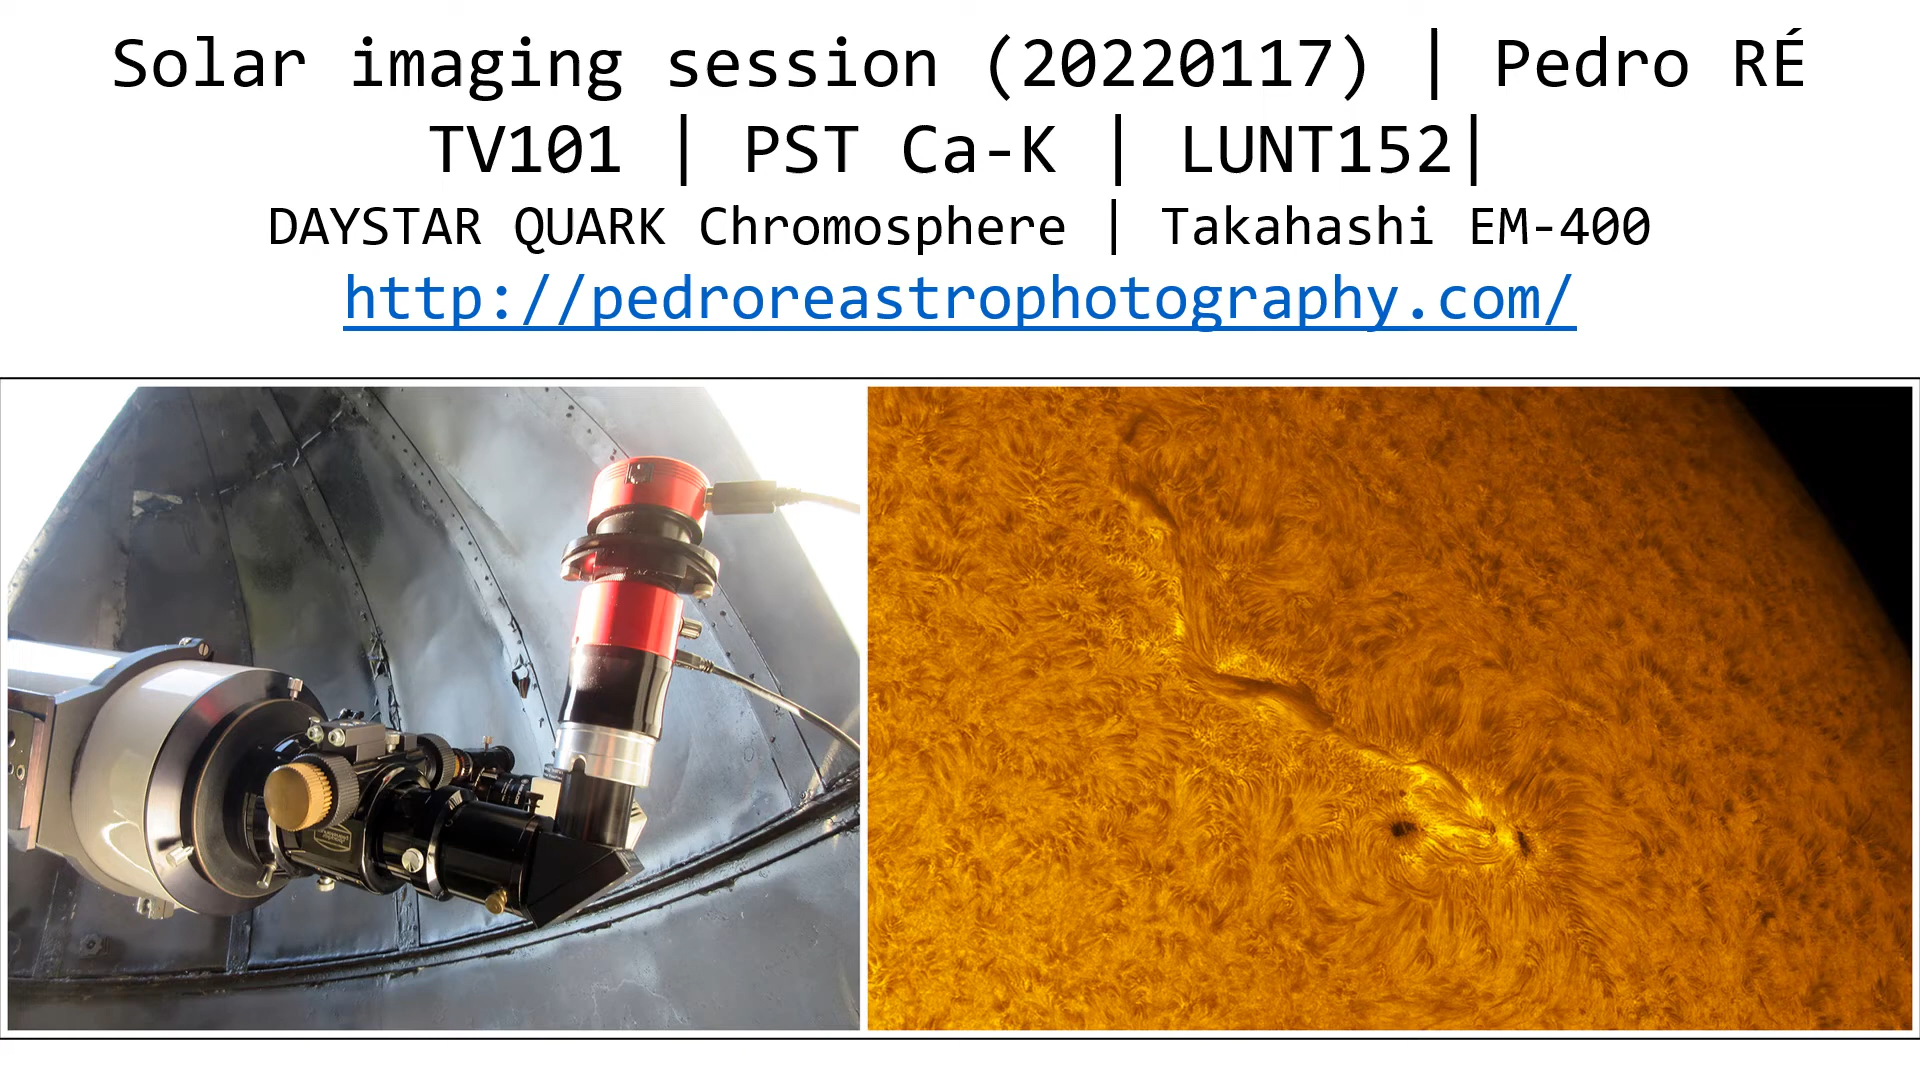 Solar imaging session (20220117) | Pedro RÉ
TV101 | PST Ca-K | LUNT152|
DAYSTAR QUARK Chromosphere | Takahashi EM-400
http://pedroreastrophotography.com/